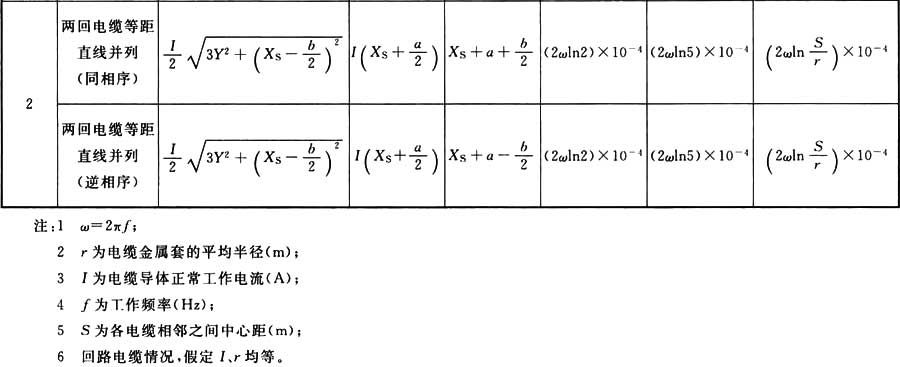 2
两回电缆等距
直线并列
（同相序）
I/2 √(3Y² + (X_S − b/2)²)
I(X_S + a/2)
X_S + a + b/2
(2ωln2)×10⁻⁴
(2ωln5)×10⁻⁴
(2ωln S/r)×10⁻⁴
两回电缆等距
直线并列
（逆相序）
I/2 √(3Y² + (X_S − b/2)²)
I(X_S + a/2)
X_S + a − b/2
(2ωln2)×10⁻⁴
(2ωln5)×10⁻⁴
(2ωln S/r)×10⁻⁴
注:1 ω=2πf;
2 r为电缆金属套的平均半径(m);
3 I为电缆导体正常工作电流(A);
4 f为工作频率(Hz);
5 S为各电缆相邻之间中心距(m);
6 回路电缆情况,假定 I、r 均等。